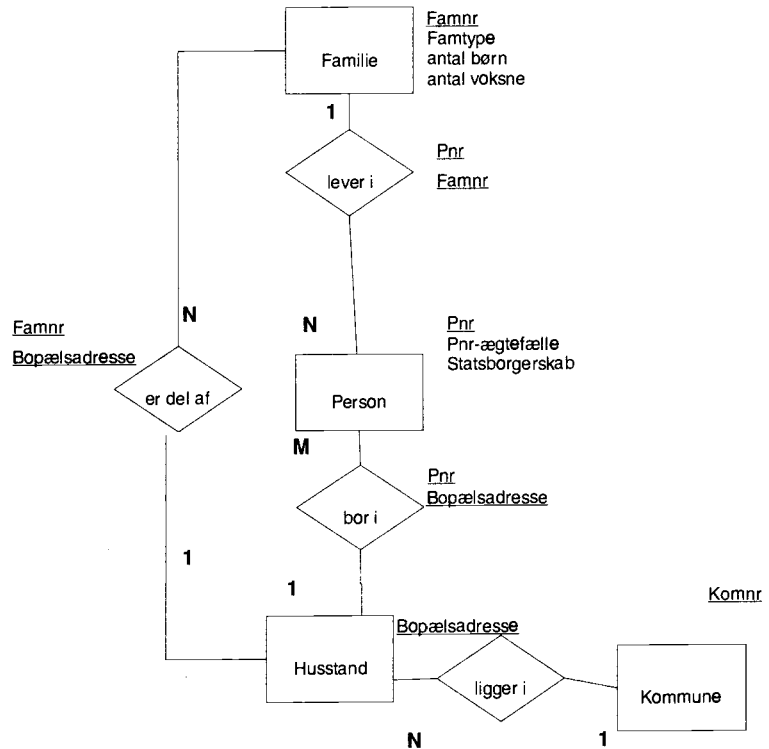 Familie
Famnr
Famtype
antal børn
antal voksne
1
lever i
Pnr
Famnr
N
N
Famnr
Bopælsadresse
er del af
Person
Pnr
Pnr-ægtefælle
Statsborgerskab
M
bor i
Pnr
Bopælsadresse
1
1
Husstand
Bopælsadresse
ligger i
Komnr
Kommune
N
1